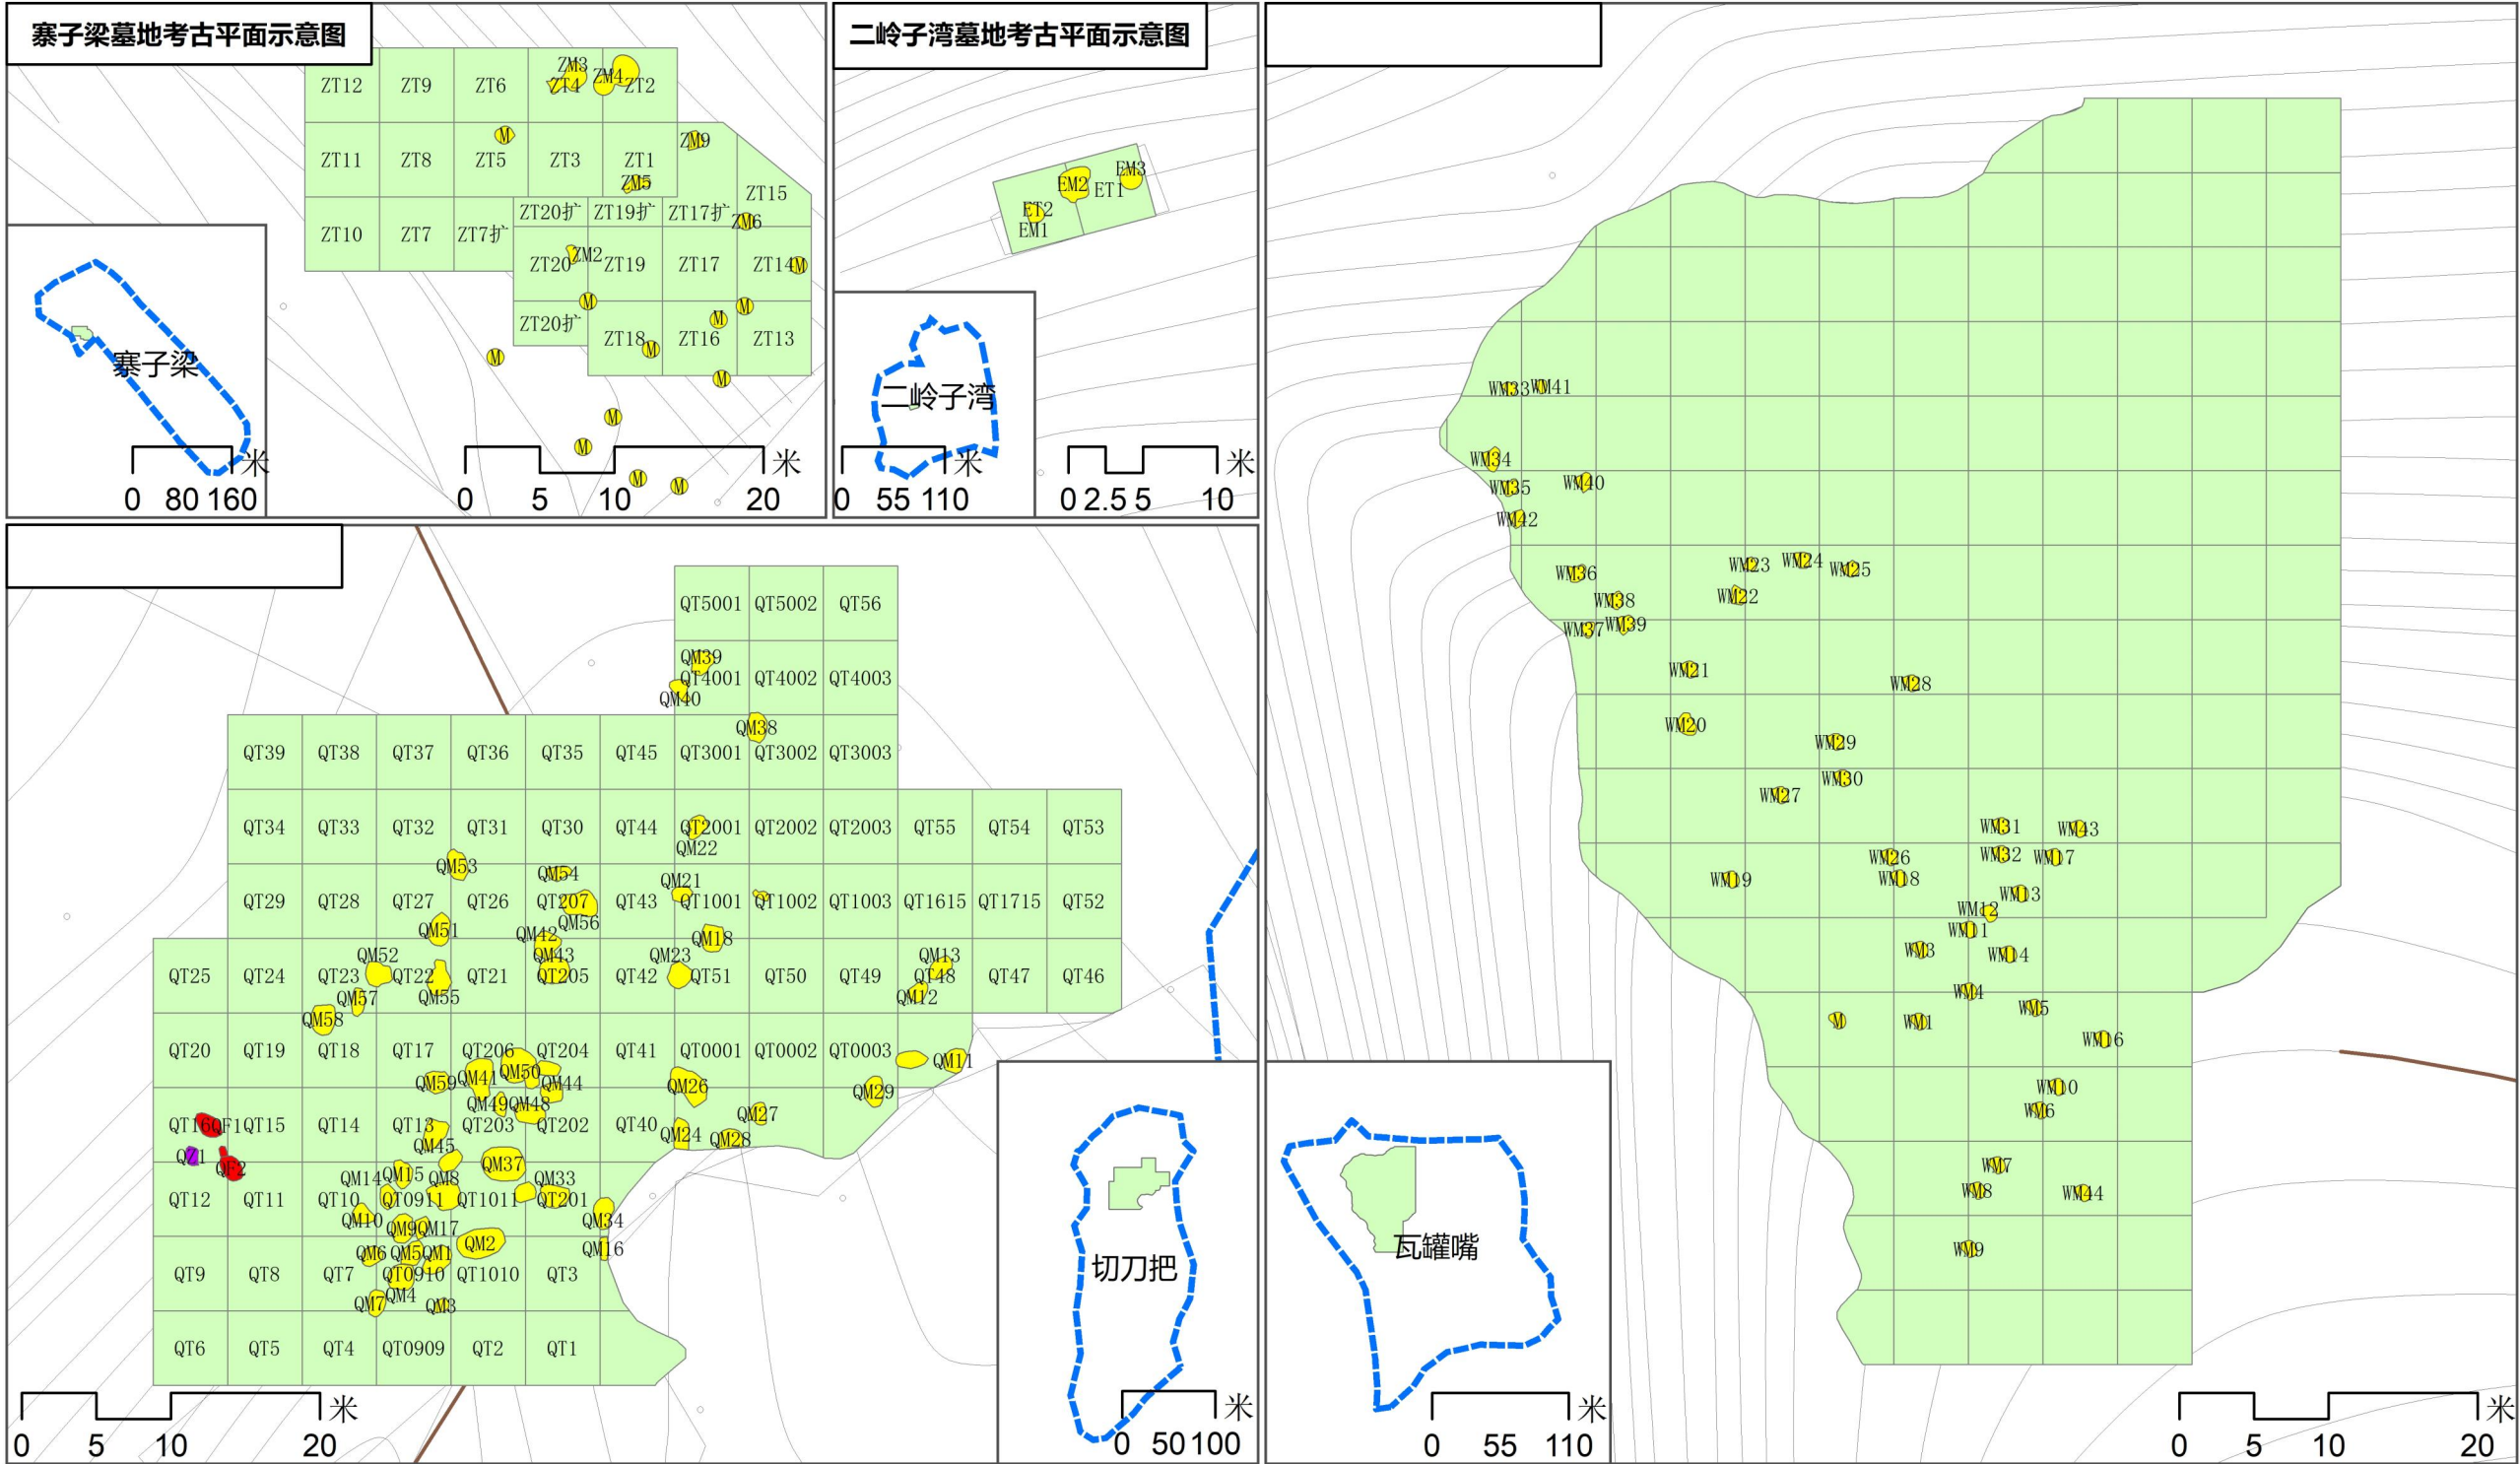 寨子梁墓地考古平面示意图
ZM3
ZM4
ZT12 ZT9 ZT6 ZT4 ZT2
M ZM9
ZT11 ZT8 ZT5 ZT3 ZT1
ZM5 ZT15
ZT20扩 ZT19扩 ZT17扩 ZM6
ZT10 ZT7 ZT7扩
ZM2
ZT20 ZT19 ZT17 ZT14 M
M M
M
ZT20扩 ZT18 M ZT16 ZT13
M
M
M
M
M M
寨子梁
米
0 80 160
米
0 5 10 20
二岭子湾墓地考古平面示意图
EM3
EM2 ET1
ET2
EM1
二岭子湾
米
0 55 110
米
0 2.5 5 10
QT5001 QT5002 QT56
QM39
QT4001 QT4002 QT4003
QM40
QM38
QT39 QT38 QT37 QT36 QT35 QT45 QT3001 QT3002 QT3003
QT34 QT33 QT32 QT31 QT30 QT44 QT2001 QT2002 QT2003 QT55 QT54 QT53
QM22
QM53 QM54
QM21
QT29 QT28 QT27 QT26 QT207 QT43 QT1001 QT1002 QT1003 QT1615 QT1715 QT52
QM56
QM51 QM42 QM18
QM52 QM43 QM23 QM13
QT25 QT24 QT23 QT22 QT21 QT205 QT42 QT51 QT50 QT49 QT48 QT47 QT46
QM57 QM55 QM12
QM58
QT20 QT19 QT18 QT17 QT206 QT204 QT41 QT0001 QT0002 QT0003 QM11
QM59 QM41 QM50 QM44 QM26 QM29
QM49 QM48 QM27
QT16 QF1 QT15 QT14 QT13 QT203 QT202 QT40 QM24 QM28
QM45
QZ1 QF2 QM37
QM14 QM15 QM8 QM33
QT12 QT11 QT10 QT0911 QT1011 QT201
QM10 QM9 QM17 QM34
QM6 QM5 QM1 QM2 QM16
QT9 QT8 QT7 QT0910 QT1010 QT3
QM7 QM4 QM3
QT6 QT5 QT4 QT0909 QT2 QT1
米
0 5 10 20
切刀把
米
0 50 100
WM33 WM41
WM34
WM35 WM40
WM42
WM36 WM23 WM24 WM25
WM38 WM22
WM37 WM39
WM21 WM28
WM20 WM29
WM30
WM27
WM31 WM43
WM26 WM32 WM17
WM19 WM18 WM13
WM12
WM11
WM3 WM14
WM4
WM5
M WM1 WM16
WM10
WM6
WM7
WM8 WM44
WM9
瓦罐嘴
米
0 55 110
米
0 5 10 20